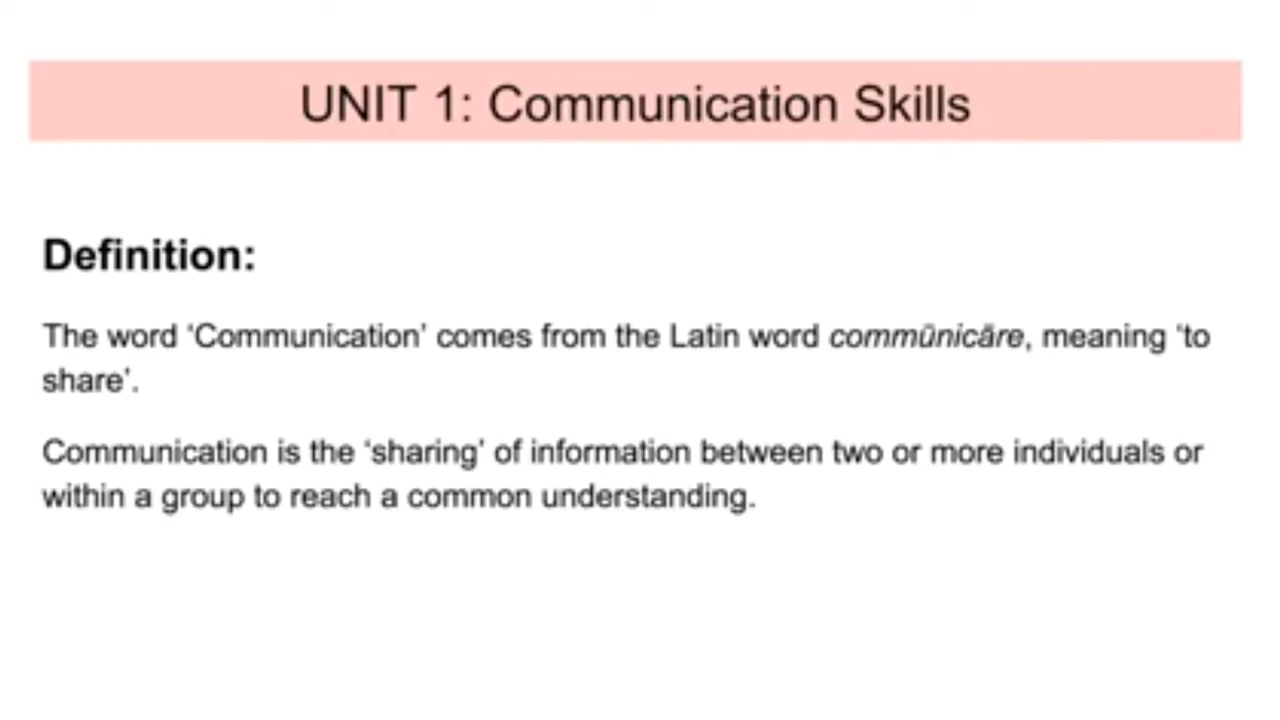 UNIT 1: Communication Skills
Definition:
The word ‘Communication’ comes from the Latin word commūnicāre, meaning ‘to
share’.
Communication is the ‘sharing’ of information between two or more individuals or
within a group to reach a common understanding.